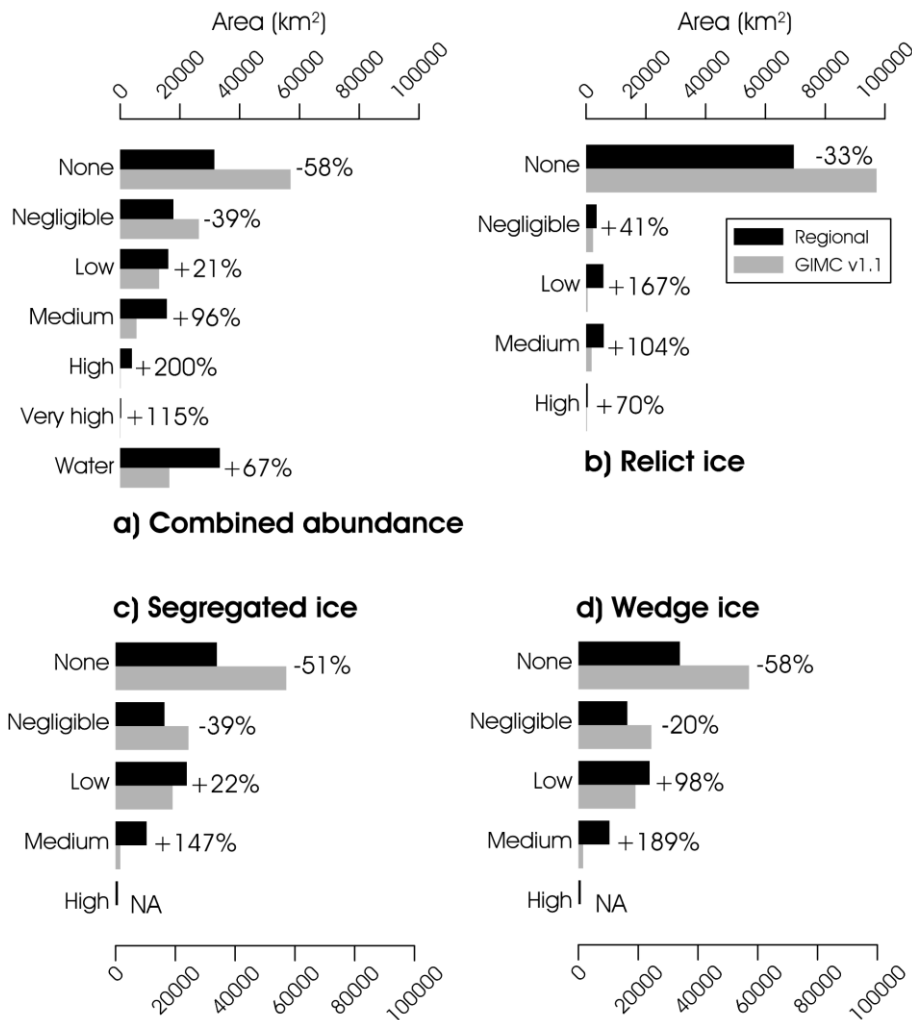 Area (km²)
0 20000 40000 60000 80000 100000
None -58%
Negligible -39%
Low +21%
Medium +96%
High +200%
Very high +115%
Water +67%
a) Combined abundance
Area (km²)
0 20000 40000 60000 80000 100000
None -33%
Negligible +41%
Low +167%
Medium +104%
High +70%
Regional
GIMC v1.1
b) Relict ice
c) Segregated ice
None -51%
Negligible -39%
Low +22%
Medium +147%
High NA
0 20000 40000 60000 80000 100000
d) Wedge ice
None -58%
Negligible -20%
Low +98%
Medium +189%
High NA
0 20000 40000 60000 80000 100000